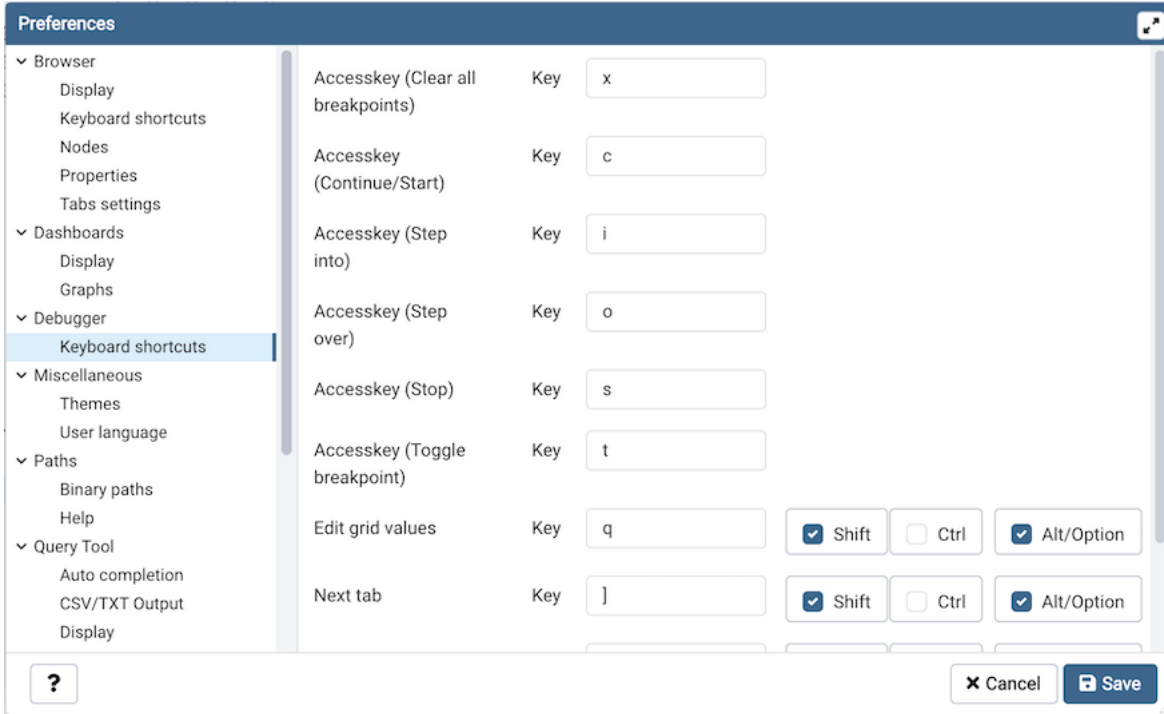 Preferences
Browser
Display
Keyboard shortcuts
Nodes
Properties
Tabs settings
Dashboards
Display
Graphs
Debugger
Keyboard shortcuts
Miscellaneous
Themes
User language
Paths
Binary paths
Help
Query Tool
Auto completion
CSV/TXT Output
Display
Accesskey (Clear all
breakpoints)
Key x
Accesskey
(Continue/Start)
Key c
Accesskey (Step
into)
Key i
Accesskey (Step
over)
Key o
Accesskey (Stop) Key s
Accesskey (Toggle
breakpoint)
Key t
Edit grid values Key q Shift Ctrl Alt/Option
Next tab Key ] Shift Ctrl Alt/Option
? Cancel Save